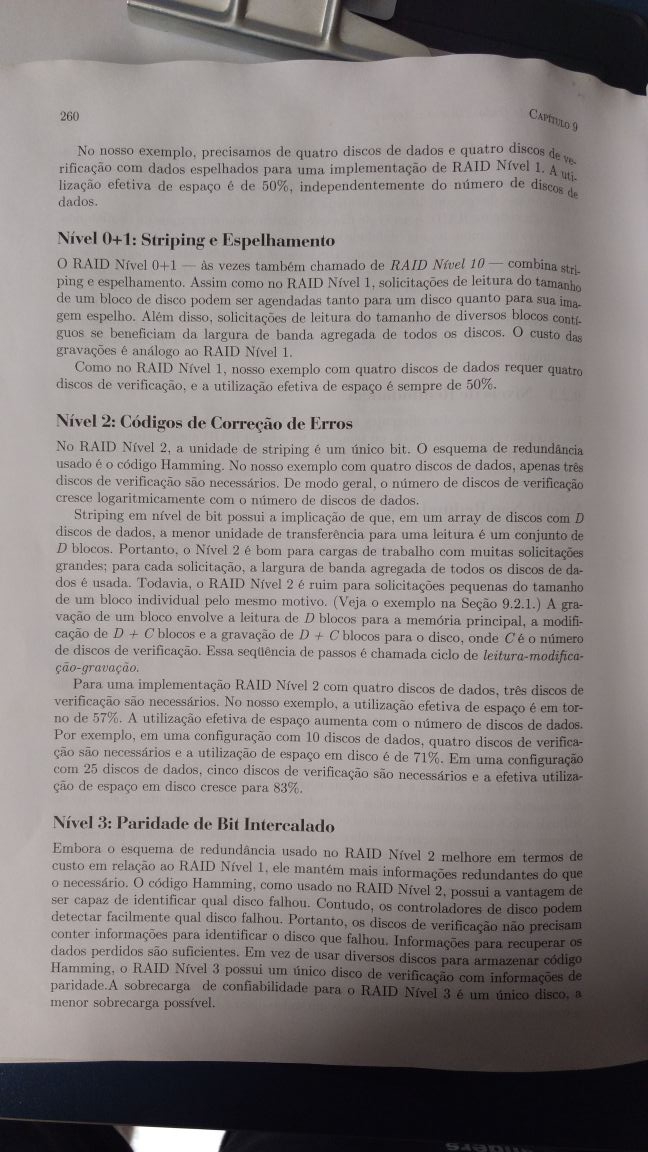 260
CAPÍTULO 9
No nosso exemplo, precisamos de quatro discos de dados e quatro discos de ve-
rificação com dados espelhados para uma implementação de RAID Nível 1. A uti-
lização efetiva de espaço é de 50%, independentemente do número de discos de
dados.
Nível 0+1: Striping e Espelhamento
O RAID Nível 0+1 — às vezes também chamado de RAID Nível 10 — combina stri-
ping e espelhamento. Assim como no RAID Nível 1, solicitações de leitura do tamanho
de um bloco de disco podem ser agendadas tanto para um disco quanto para sua ima-
gem espelho. Além disso, solicitações de leitura do tamanho de diversos blocos contí-
guos se beneficiam da largura de banda agregada de todos os discos. O custo das
gravações é análogo ao RAID Nível 1.
Como no RAID Nível 1, nosso exemplo com quatro discos de dados requer quatro
discos de verificação, e a utilização efetiva de espaço é sempre de 50%.
Nível 2: Códigos de Correção de Erros
No RAID Nível 2, a unidade de striping é um único bit. O esquema de redundância
usado é o código Hamming. No nosso exemplo com quatro discos de dados, apenas três
discos de verificação são necessários. De modo geral, o número de discos de verificação
cresce logaritmicamente com o número de discos de dados.
Striping em nível de bit possui a implicação de que, em um array de discos com D
discos de dados, a menor unidade de transferência para uma leitura é um conjunto de
D blocos. Portanto, o Nível 2 é bom para cargas de trabalho com muitas solicitações
grandes; para cada solicitação, a largura de banda agregada de todos os discos de da-
dos é usada. Todavia, o RAID Nível 2 é ruim para solicitações pequenas do tamanho
de um bloco individual pelo mesmo motivo. (Veja o exemplo na Seção 9.2.1.) A gra-
vação de um bloco envolve a leitura de D blocos para a memória principal, a modifi-
cação de D + C blocos e a gravação de D + C blocos para o disco, onde C é o número
de discos de verificação. Essa seqüência de passos é chamada ciclo de leitura-modifica-
ção-gravação.
Para uma implementação RAID Nível 2 com quatro discos de dados, três discos de
verificação são necessários. No nosso exemplo, a utilização efetiva de espaço é em tor-
no de 57%. A utilização efetiva de espaço aumenta com o número de discos de dados.
Por exemplo, em uma configuração com 10 discos de dados, quatro discos de verifica-
ção são necessários e a utilização de espaço em disco é de 71%. Em uma configuração
com 25 discos de dados, cinco discos de verificação são necessários e a efetiva utiliza-
ção de espaço em disco cresce para 83%.
Nível 3: Paridade de Bit Intercalado
Embora o esquema de redundância usado no RAID Nível 2 melhore em termos de
custo em relação ao RAID Nível 1, ele mantém mais informações redundantes do que
o necessário. O código Hamming, como usado no RAID Nível 2, possui a vantagem de
ser capaz de identificar qual disco falhou. Contudo, os controladores de disco podem
detectar facilmente qual disco falhou. Portanto, os discos de verificação não precisam
conter informações para identificar o disco que falhou. Informações para recuperar os
dados perdidos são suficientes. Em vez de usar diversos discos para armazenar código
Hamming, o RAID Nível 3 possui um único disco de verificação com informações de
paridade.A sobrecarga de confiabilidade para o RAID Nível 3 é um único disco, a
menor sobrecarga possível.